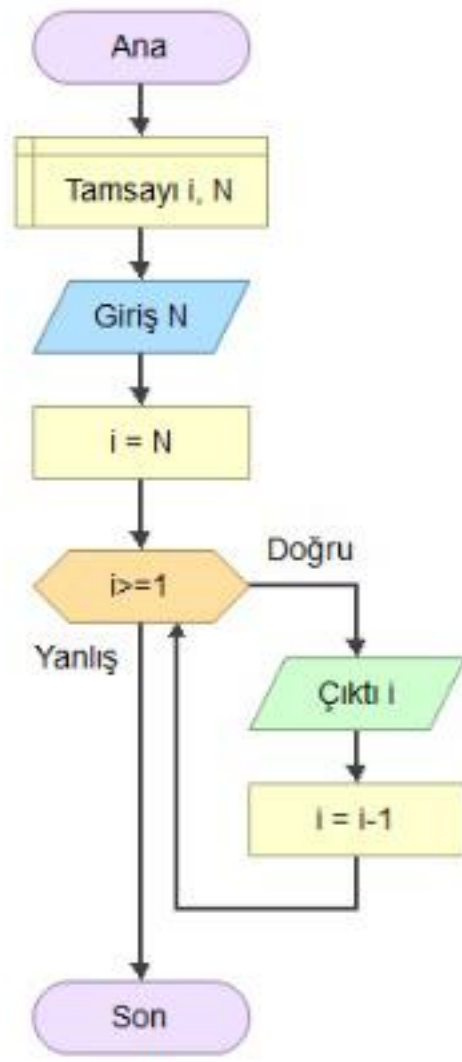 Ana
Tamsayı i, N
Giriş N
i = N
i>=1
Doğru
Yanlış
Çıktı i
i = i-1
Son